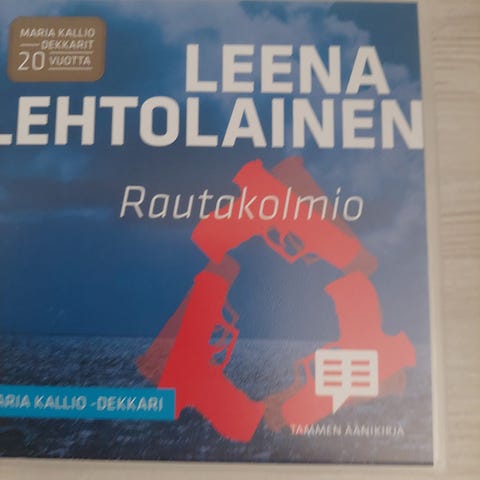 MARIA KALLIO
DEKKARIT
20 VUOTTA
LEENA
LEHTOLAINEN
Rautakolmio
ARIA KALLIO -DEKKARI
TAMMEN ÄÄNIKIRJA